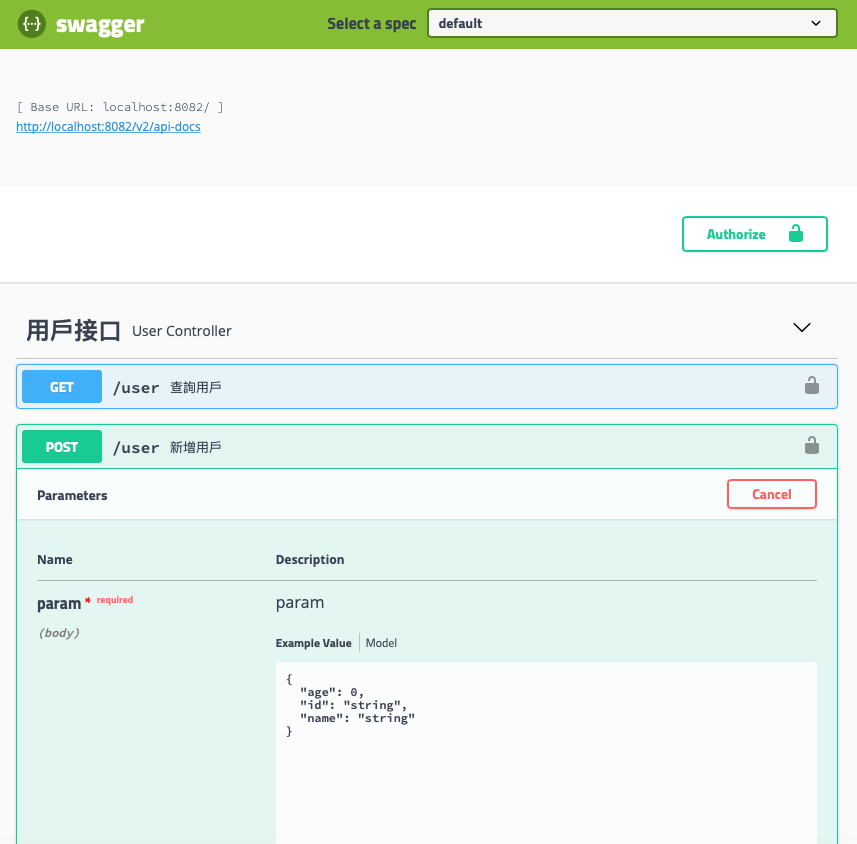 {···} swagger
Select a spec default
[ Base URL: localhost:8082/ ]
http://localhost:8082/v2/api-docs
Authorize
用戶接口 User Controller
GET /user 查詢用戶
POST /user 新增用戶
Parameters Cancel
Name Description
param * required param
(body)
Example Value Model
{
"age": 0,
"id": "string",
"name": "string"
}